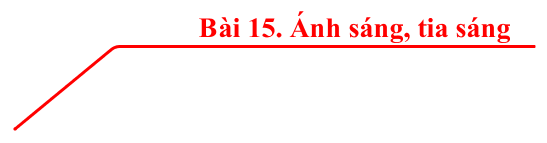 Bài 15. Ánh sáng, tia sáng